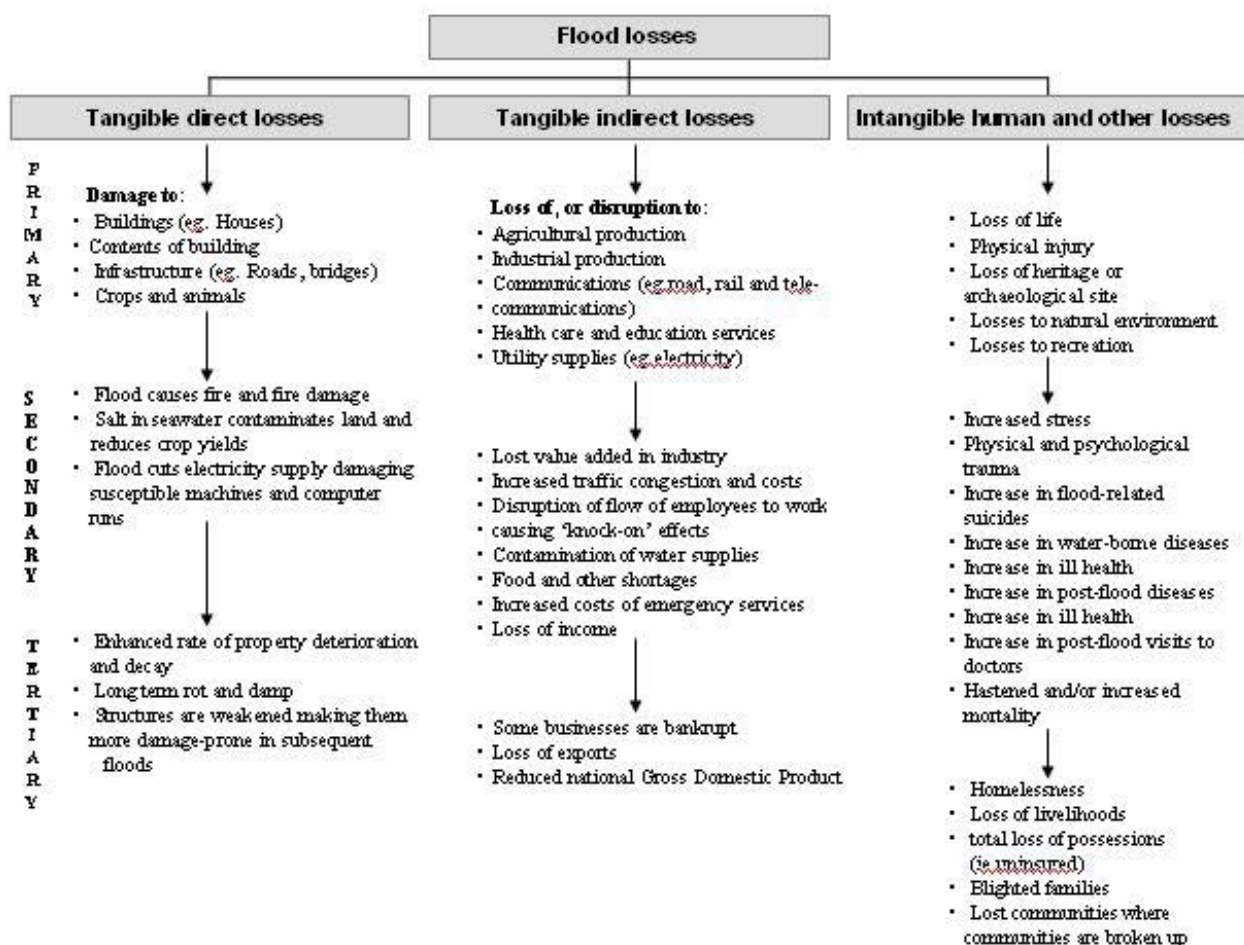 Flood losses
Tangible direct losses
Tangible indirect losses
Intangible human and other losses
PRIMARY
Damage to:
• Buildings (eg. Houses)
• Contents of building
• Infrastructure (eg. Roads, bridges)
• Crops and animals
Loss of, or disruption to:
• Agricultural production
• Industrial production
• Communications (eg.road, rail and tele-
• communications)
• Health care and education services
• Utility supplies (eg.electricity)
• Loss of life
• Physical injury
• Loss of heritage or
archaeological site
• Losses to natural environment
• Losses to recreation
SECONDARY
• Flood causes fire and fire damage
• Salt in seawater contaminates land and
reduces crop yields
• Flood cuts electricity supply damaging
susceptible machines and computer
runs
• Lost value added in industry
• Increased traffic congestion and costs
• Disruption of flow of employees to work
• causing ‘knock-on’ effects
• Contamination of water supplies
• Food and other shortages
• Increased costs of emergency services
• Loss of income
• Increased stress
• Physical and psychological
trauma
• Increase in flood-related
suicides
• Increase in water-borne diseases
• Increase in ill health
• Increase in post-flood diseases
• Increase in ill health
• Increase in post-flood visits to
doctors
• Hastened and/or increased
mortality
TERTIARY
• Enhanced rate of property deterioration
and decay
• Long term rot and damp
• Structures are weakened making them
more damage-prone in subsequent
floods
• Some businesses are bankrupt
• Loss of exports
• Reduced national Gross Domestic Product
• Homelessness
• Loss of livelihoods
• total loss of possessions
(ie.uninsured)
• Blighted families
• Lost communities where
communities are broken up